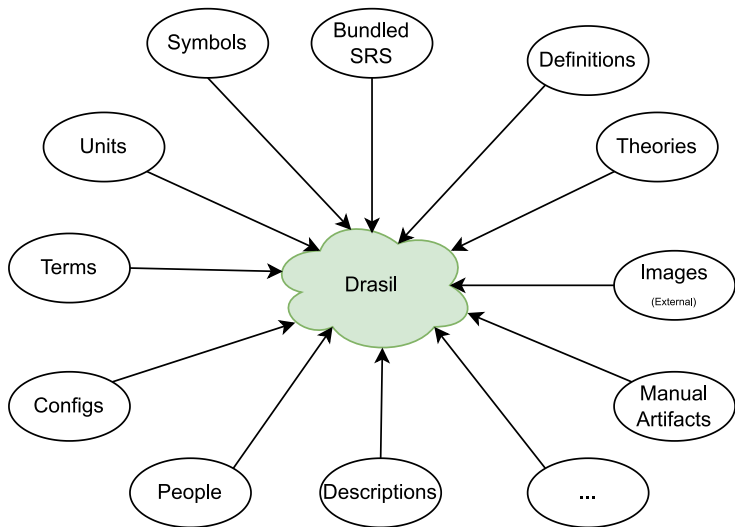 Symbols
Bundled
SRS
Definitions
Units
Theories
Terms
Drasil
Images
(External)
Configs
Manual
Artifacts
People
Descriptions
...